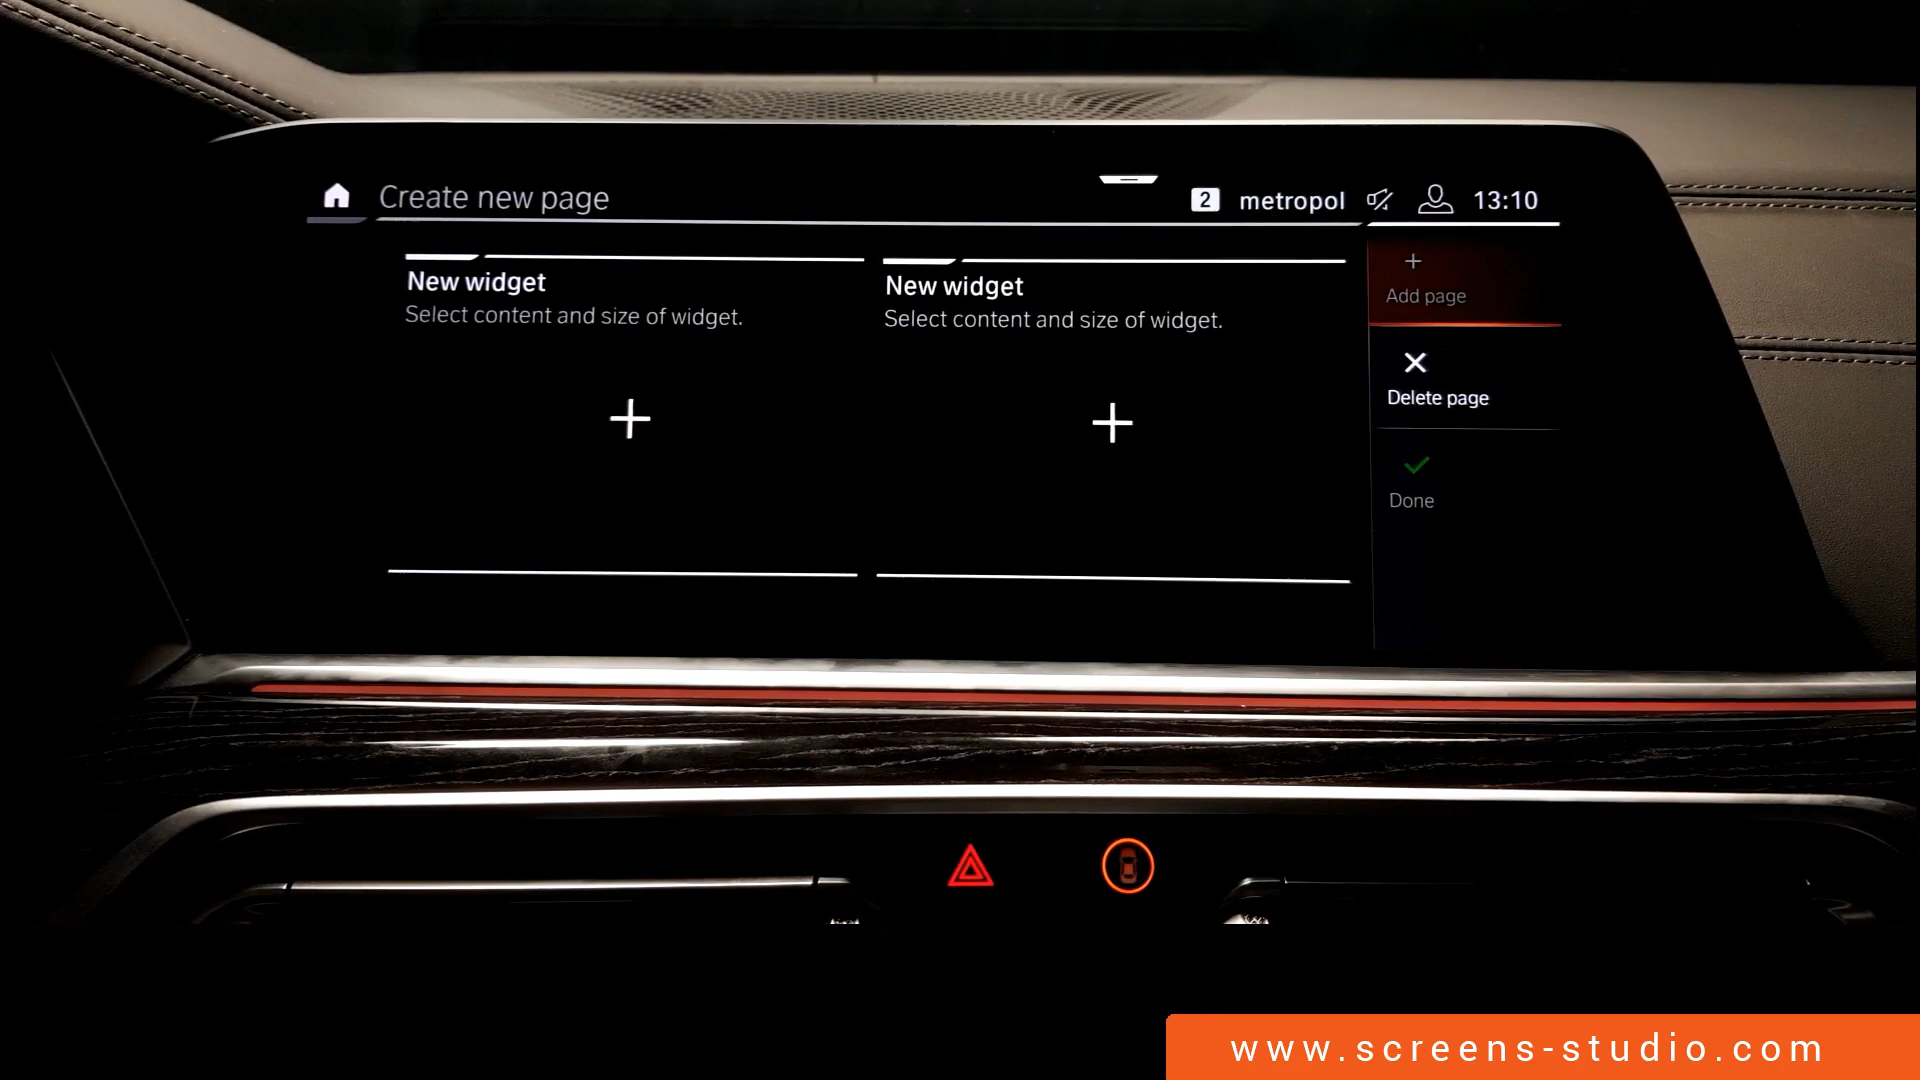 Create new page
2 metropol 13:10
New widget
Select content and size of widget.
New widget
Select content and size of widget.
Add page
Delete page
Done
www.screens-studio.com